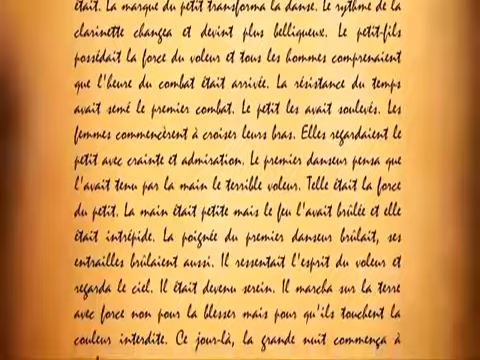 était. La marque du petit transforma la danse. Le rythme de la
clarinette changea et devint plus belliqueux. Le petit-fils
possédait la force du voleur et tous les hommes comprenaient
que l'heure du combat était arrivée. La résistance du temps
avait semé le premier combat. Le petit les avait soulevés. Les
femmes commencèrent à croiser leurs bras. Elles regardaient le
petit avec crainte et admiration. Le premier danseur pensa que
l'avait tenu par la main le terrible voleur. Telle était la force
du petit. La main était petite mais le feu l'avait brûlée et elle
était intrépide. La poignée du premier danseur brûlait, ses
entrailles brûlaient aussi. Il ressentait l'esprit du voleur et
regarda le ciel. Il était devenu serein. Il marcha sur la terre
avec force non pour la blesser mais pour qu'ils touchent la
couleur interdite. Ce jour-là, la grande nuit commença à